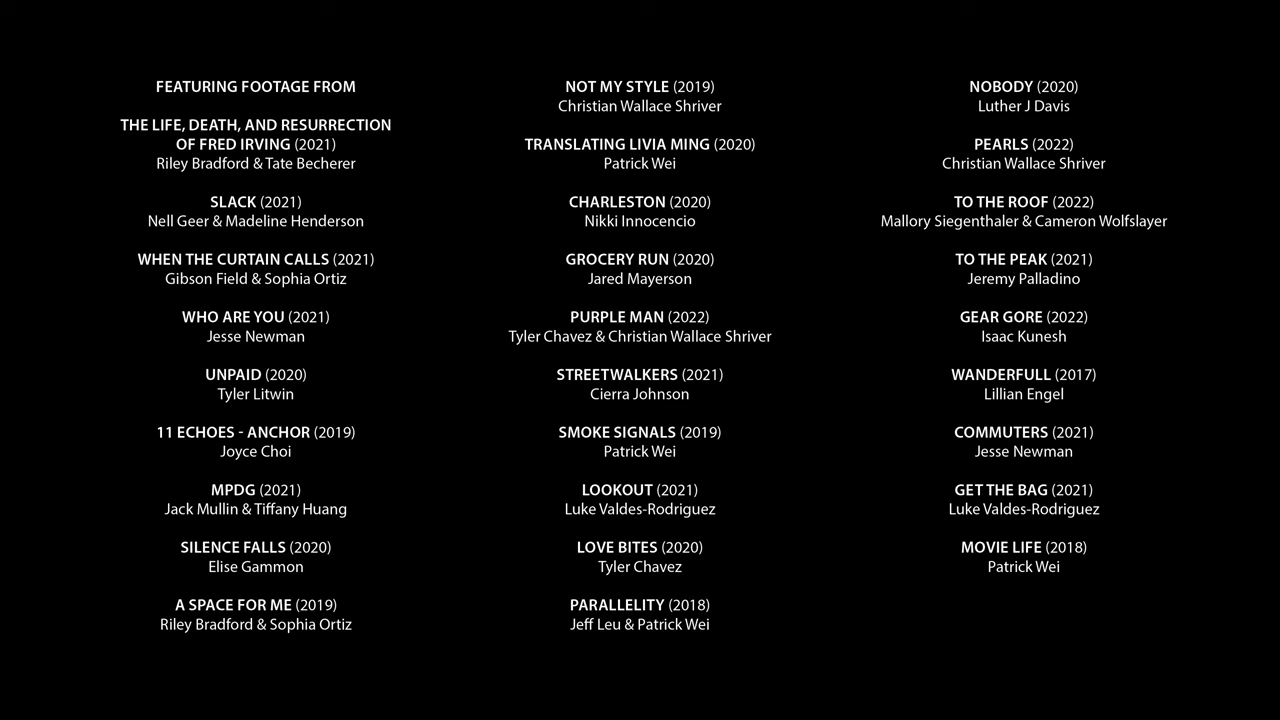 FEATURING FOOTAGE FROM
THE LIFE, DEATH, AND RESURRECTION
OF FRED IRVING (2021)
Riley Bradford & Tate Becherer
SLACK (2021)
Nell Geer & Madeline Henderson
WHEN THE CURTAIN CALLS (2021)
Gibson Field & Sophia Ortiz
WHO ARE YOU (2021)
Jesse Newman
UNPAID (2020)
Tyler Litwin
11 ECHOES - ANCHOR (2019)
Joyce Choi
MPDG (2021)
Jack Mullin & Tiffany Huang
SILENCE FALLS (2020)
Elise Gammon
A SPACE FOR ME (2019)
Riley Bradford & Sophia Ortiz
NOT MY STYLE (2019)
Christian Wallace Shriver
TRANSLATING LIVIA MING (2020)
Patrick Wei
CHARLESTON (2020)
Nikki Innocencio
GROCERY RUN (2020)
Jared Mayerson
PURPLE MAN (2022)
Tyler Chavez & Christian Wallace Shriver
STREETWALKERS (2021)
Cierra Johnson
SMOKE SIGNALS (2019)
Patrick Wei
LOOKOUT (2021)
Luke Valdes-Rodriguez
LOVE BITES (2020)
Tyler Chavez
PARALLELITY (2018)
Jeff Leu & Patrick Wei
NOBODY (2020)
Luther J Davis
PEARLS (2022)
Christian Wallace Shriver
TO THE ROOF (2022)
Mallory Siegenthaler & Cameron Wolfslayer
TO THE PEAK (2021)
Jeremy Palladino
GEAR GORE (2022)
Isaac Kunesh
WANDERFULL (2017)
Lillian Engel
COMMUTERS (2021)
Jesse Newman
GET THE BAG (2021)
Luke Valdes-Rodriguez
MOVIE LIFE (2018)
Patrick Wei